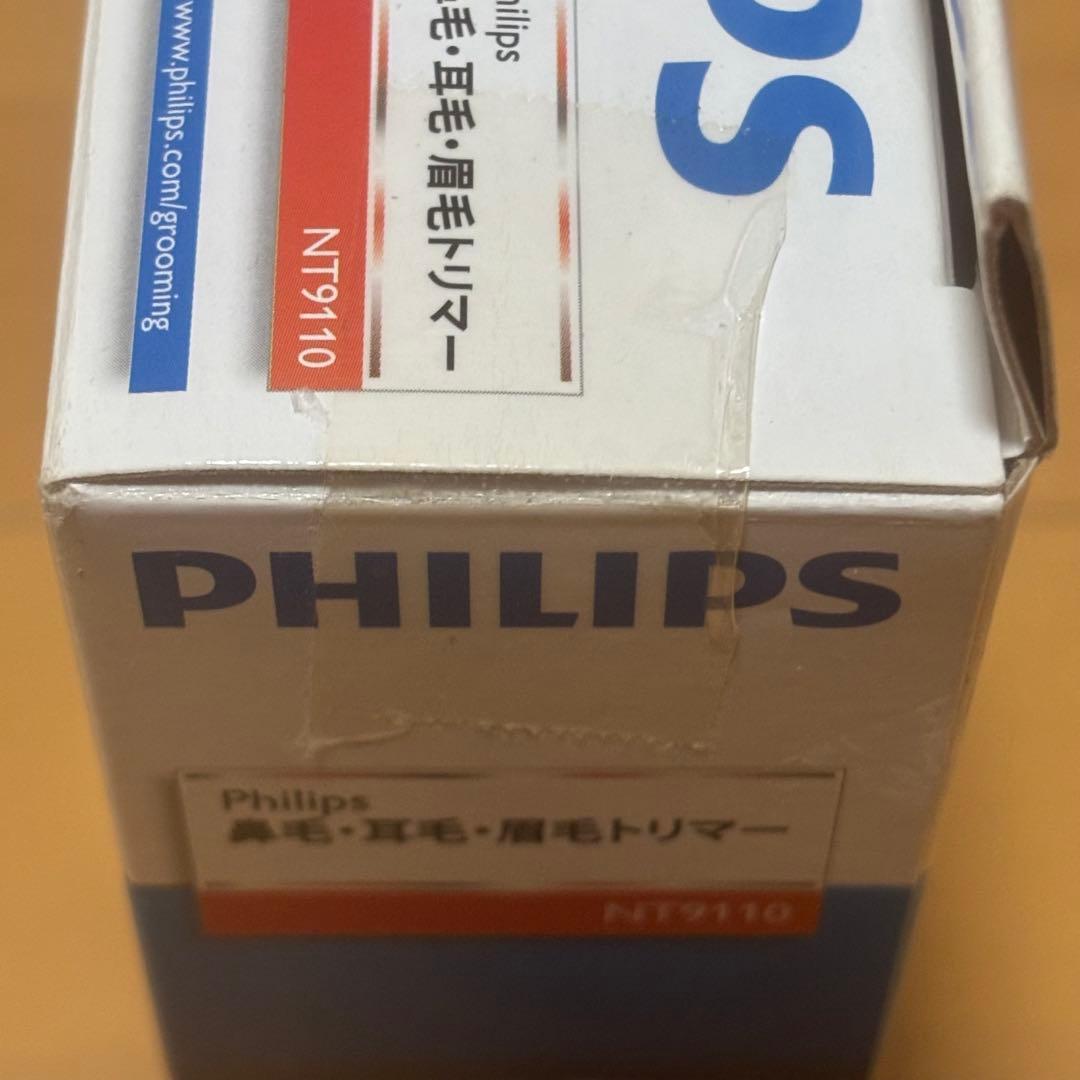 www.philips.com/grooming
NT9110
hilips
毛・耳毛・眉毛トリマー
PS
PHILIPS
Philips
鼻毛・耳毛・眉毛トリマー
NT9110